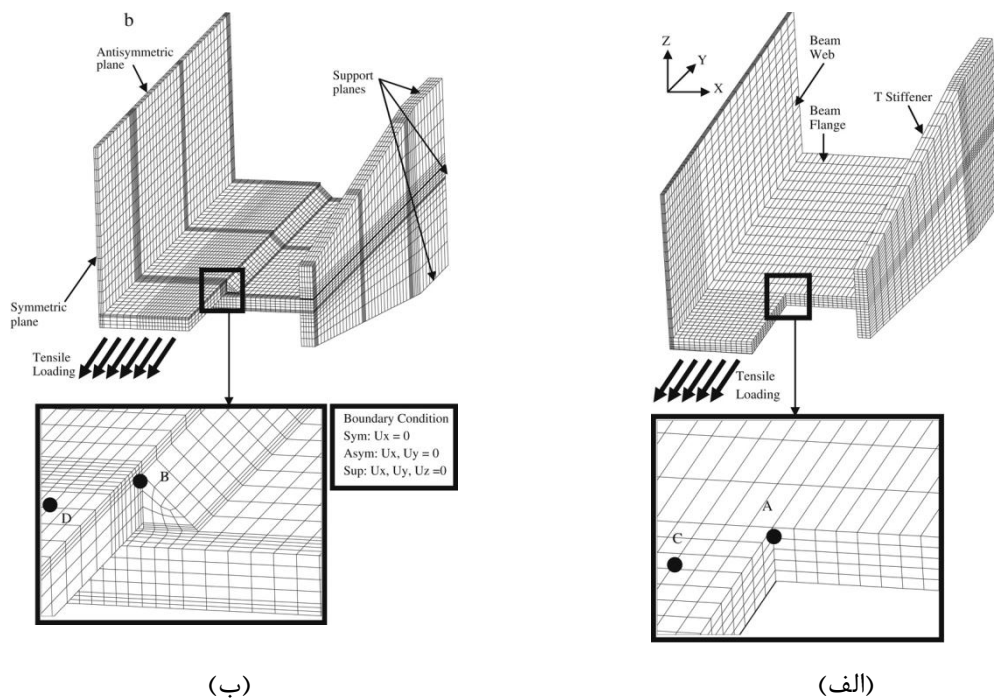 b
Antisymmetric
plane
Support
planes
Symmetric
plane
Tensile
Loading
B
D
Boundary Condition
Sym: Ux = 0
Asym: Ux, Uy = 0
Sup: Ux, Uy, Uz =0
(ب)
Z
Y
X
Beam
Web
Beam
Flange
T Stiffener
Tensile
Loading
A
C
(الف)